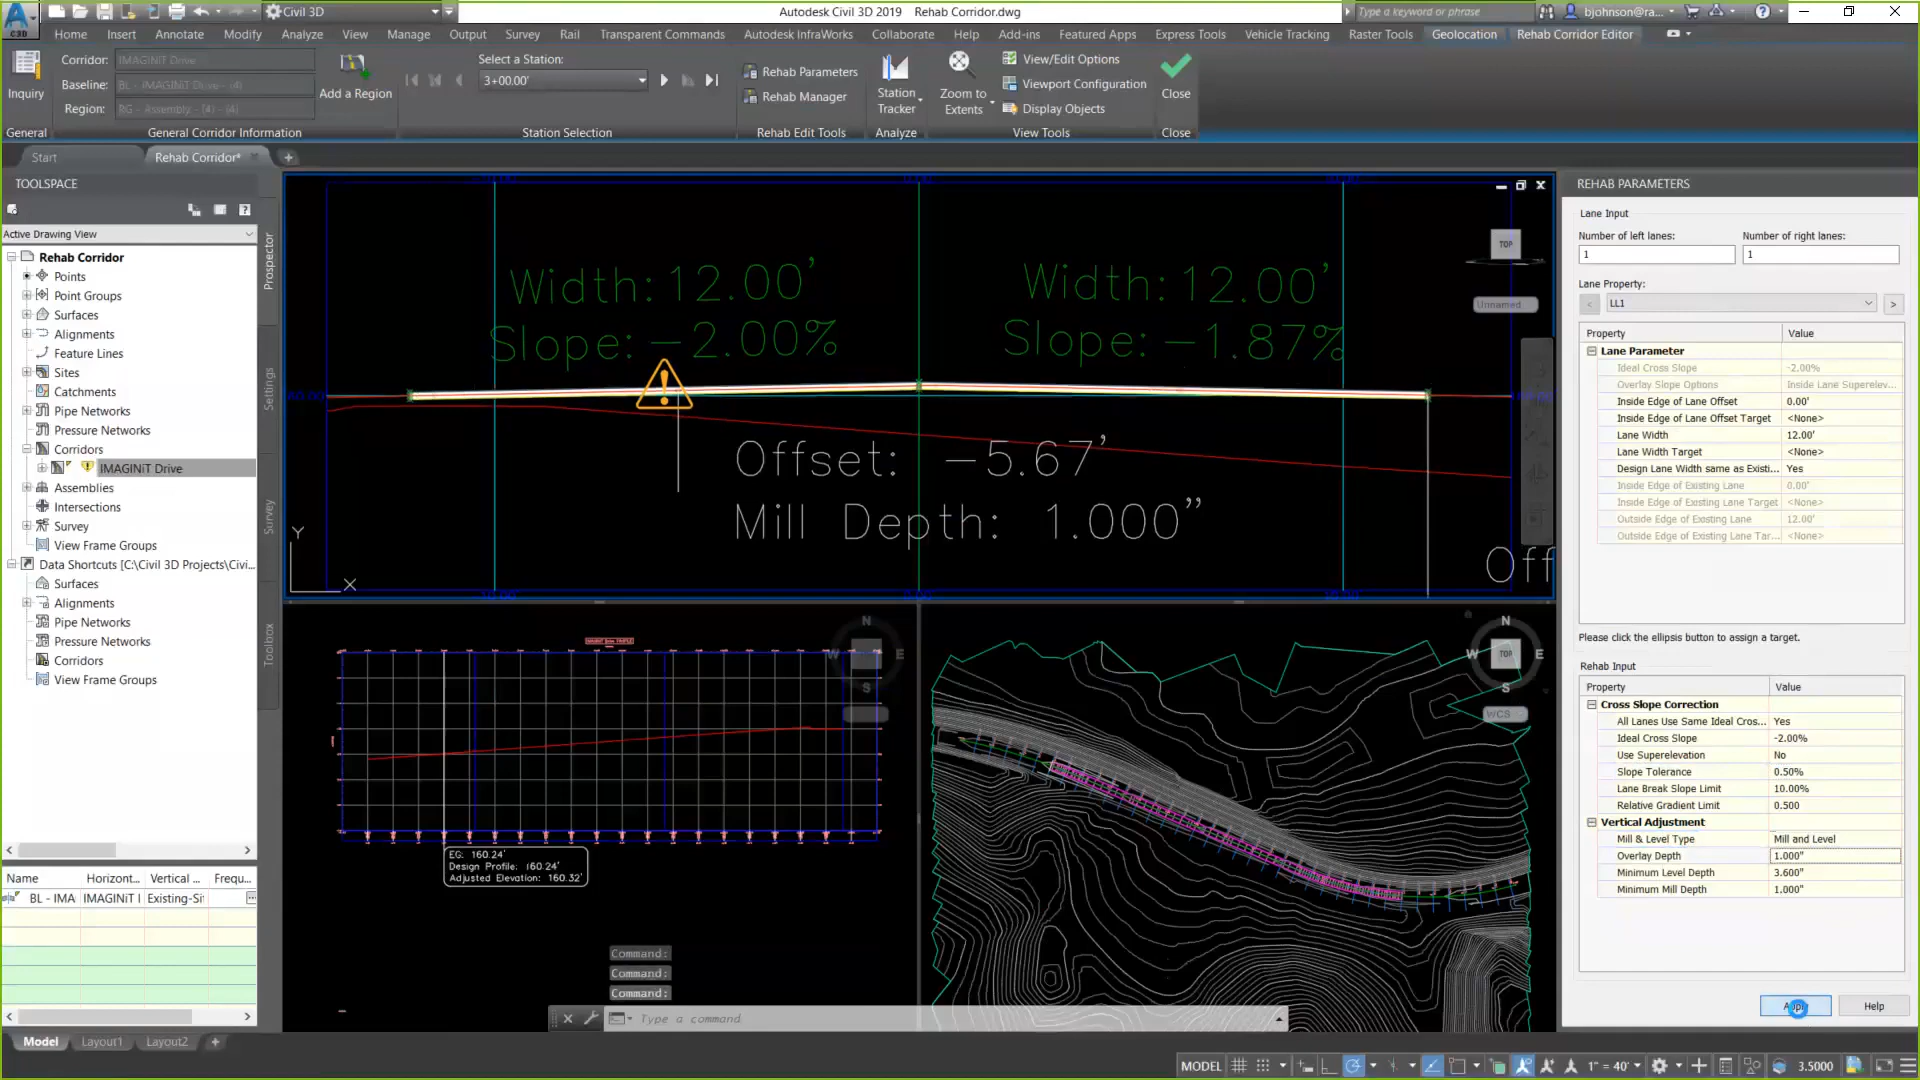 Civil 3D
Autodesk Civil 3D 2019 Rehab Corridor.dwg
Type a keyword or phrase
bjohnson@ra...
C3D
Home Insert Annotate Modify Analyze View Manage Output Survey Rail Transparent Commands Autodesk InfraWorks Collaborate Help Add-ins Featured Apps Express Tools Vehicle Tracking Raster Tools Geolocation Rehab Corridor Editor
Inquiry
Corridor: IMAGINiT Drive
Baseline: BL - IMAGINiT Drive- (4)
Region: RG - Assembly - (4) - (4)
Add a Region
Select a Station:
3+00.00'
Rehab Parameters
Rehab Manager
Station Tracker
Zoom to Extents
View/Edit Options
Viewport Configuration
Display Objects
Close
General General Corridor Information Station Selection Rehab Edit Tools Analyze View Tools Close
Start Rehab Corridor*
TOOLSPACE
Active Drawing View
Rehab Corridor
Points
Point Groups
Surfaces
Alignments
Feature Lines
Sites
Catchments
Pipe Networks
Pressure Networks
Corridors
IMAGINiT Drive
Assemblies
Intersections
Survey
View Frame Groups
Data Shortcuts [C:\Civil 3D Projects\Civi...
Surfaces
Alignments
Pipe Networks
Pressure Networks
Corridors
View Frame Groups
Prospector
Settings
Survey
Toolbox
Name Horizont... Vertical ... Frequ...
BL - IMA IMAGINiT I Existing-Si
Width:12.00'
Slope:-2.00%
Width:12.00'
Slope:-1.87%
Offset: -5.67'
Mill Depth: 1.000"
Off
Y
X
TOP
Unnamed
N
W E
S
EG: 160.24'
Design Profile: 160.24'
Adjusted Elevation: 160.32'
N
W TOP E
S
WCS
Command:
Command:
Command:
Type a command
REHAB PARAMETERS
Lane Input
Number of left lanes: Number of right lanes:
1 1
Lane Property:
< LL1 >
Property Value
Lane Parameter
Ideal Cross Slope -2.00%
Overlay Slope Options Inside Lane Superelev...
Inside Edge of Lane Offset 0.00'
Inside Edge of Lane Offset Target <None>
Lane Width 12.00'
Lane Width Target <None>
Design Lane Width same as Existi... Yes
Inside Edge of Existing Lane 0.00'
Inside Edge of Existing Lane Target <None>
Outside Edge of Existing Lane 12.00'
Outside Edge of Existing Lane Tar... <None>
Please click the ellipsis button to assign a target.
Rehab Input
Property Value
Cross Slope Correction
All Lanes Use Same Ideal Cros... Yes
Ideal Cross Slope -2.00%
Use Superelevation No
Slope Tolerance 0.50%
Lane Break Slope Limit 10.00%
Relative Gradient Limit 0.500
Vertical Adjustment
Mill & Level Type Mill and Level
Overlay Depth 1.000"
Minimum Level Depth 3.600"
Minimum Mill Depth 1.000"
Apply Help
Model Layout1 Layout2
MODEL 1" = 40' 3.5000